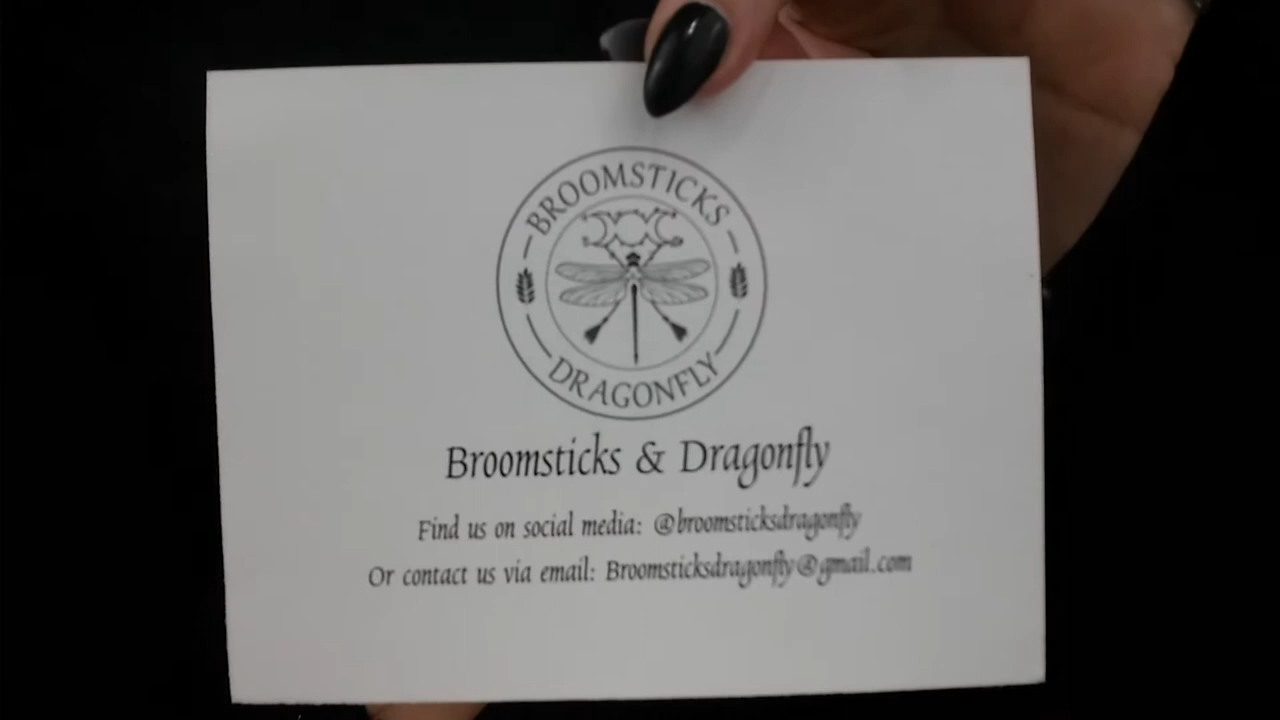 BROOMSTICKS
DRAGONFLY
Broomsticks & Dragonfly
Find us on social media: @broomsticksdragonfly
Or contact us via email: Broomsticksdragonfly@gmail.com